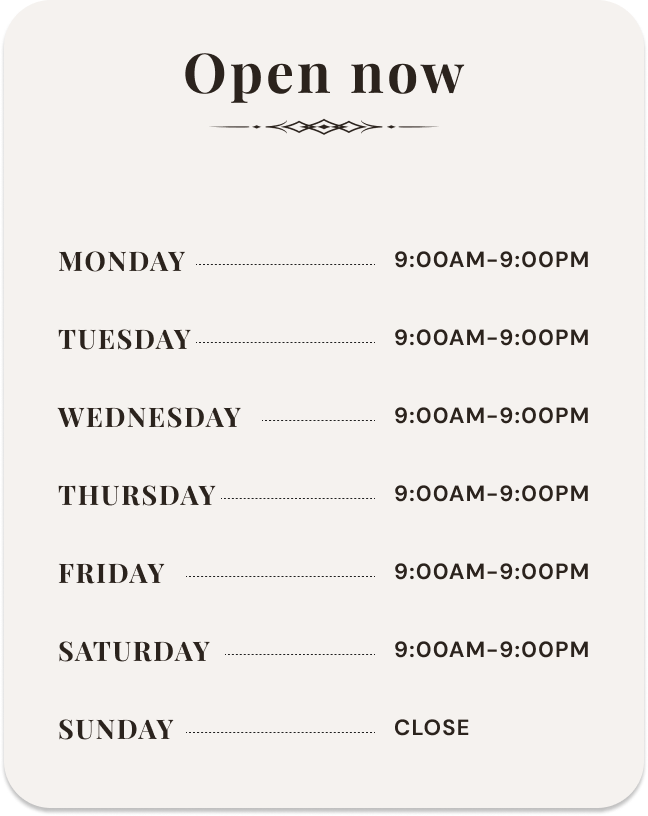 Open now
MONDAY 9:00AM-9:00PM
TUESDAY 9:00AM-9:00PM
WEDNESDAY 9:00AM-9:00PM
THURSDAY 9:00AM-9:00PM
FRIDAY 9:00AM-9:00PM
SATURDAY 9:00AM-9:00PM
SUNDAY CLOSE